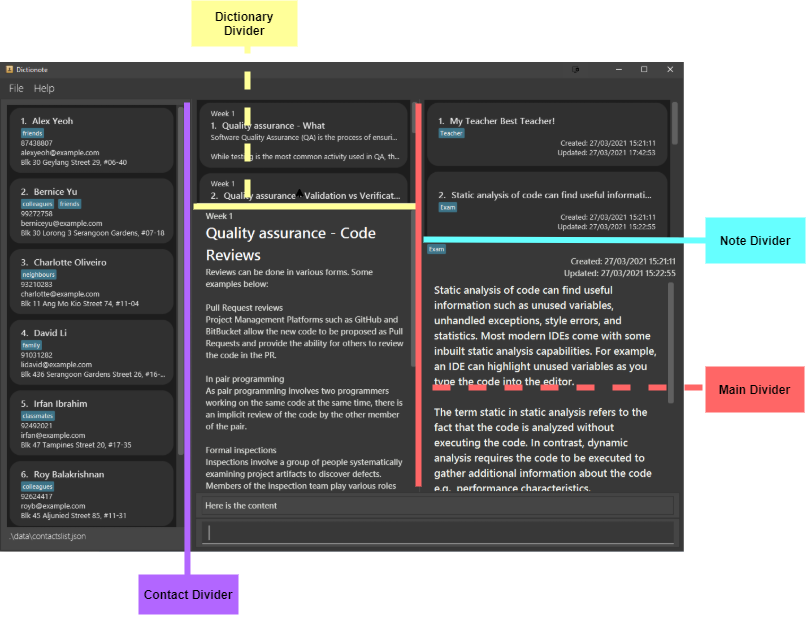 Dictionary
Divider
Dictionote
File Help
1. Alex Yeoh
friends
87438807
alexyeoh@example.com
Blk 30 Geylang Street 29, #06-40
2. Bernice Yu
colleagues friends
99272758
berniceyu@example.com
Blk 30 Lorong 3 Serangoon Gardens, #07-18
3. Charlotte Oliveiro
neighbours
93210283
charlotte@example.com
Blk 11 Ang Mo Kio Street 74, #11-04
4. David Li
family
91031282
lidavid@example.com
Blk 436 Serangoon Gardens Street 26, #16-...
5. Irfan Ibrahim
classmates
92492021
irfan@example.com
Blk 47 Tampines Street 20, #17-35
6. Roy Balakrishnan
colleagues
92624417
royb@example.com
Blk 45 Aljunied Street 85, #11-31
.\data\contactslist.json
Week 1
1. Quality assurance - What
Software Quality Assurance (QA) is the process of ensuri...
While testing is the most common activity used in QA, th...
Week 1
2. Quality assurance - Validation vs Verificat...
Week 1
Quality assurance - Code
Reviews
Reviews can be done in various forms. Some
examples below:
Pull Request reviews
Project Management Platforms such as GitHub and
BitBucket allow the new code to be proposed as Pull
Requests and provide the ability for others to review
the code in the PR.
In pair programming
As pair programming involves two programmers
working on the same code at the same time, there is
an implicit review of the code by the other member
of the pair.
Formal inspections
Inspections involve a group of people systematically
examining project artifacts to discover defects.
Members of the inspection team play various roles
Here is the content
1. My Teacher Best Teacher!
Teacher
Created: 27/03/2021 15:21:11
Updated: 27/03/2021 17:42:53
2. Static analysis of code can find useful informati...
Exam
Created: 27/03/2021 15:21:11
Updated: 27/03/2021 15:22:55
Exam
Created: 27/03/2021 15:21:11
Updated: 27/03/2021 15:22:55
Static analysis of code can find useful
information such as unused variables,
unhandled exceptions, style errors, and
statistics. Most modern IDEs come with some
inbuilt static analysis capabilities. For example,
an IDE can highlight unused variables as you
type the code into the editor.
The term static in static analysis refers to the
fact that the code is analyzed without
executing the code. In contrast, dynamic
analysis requires the code to be executed to
gather additional information about the code
e.g., performance characteristics.
Note Divider
Main Divider
Contact Divider